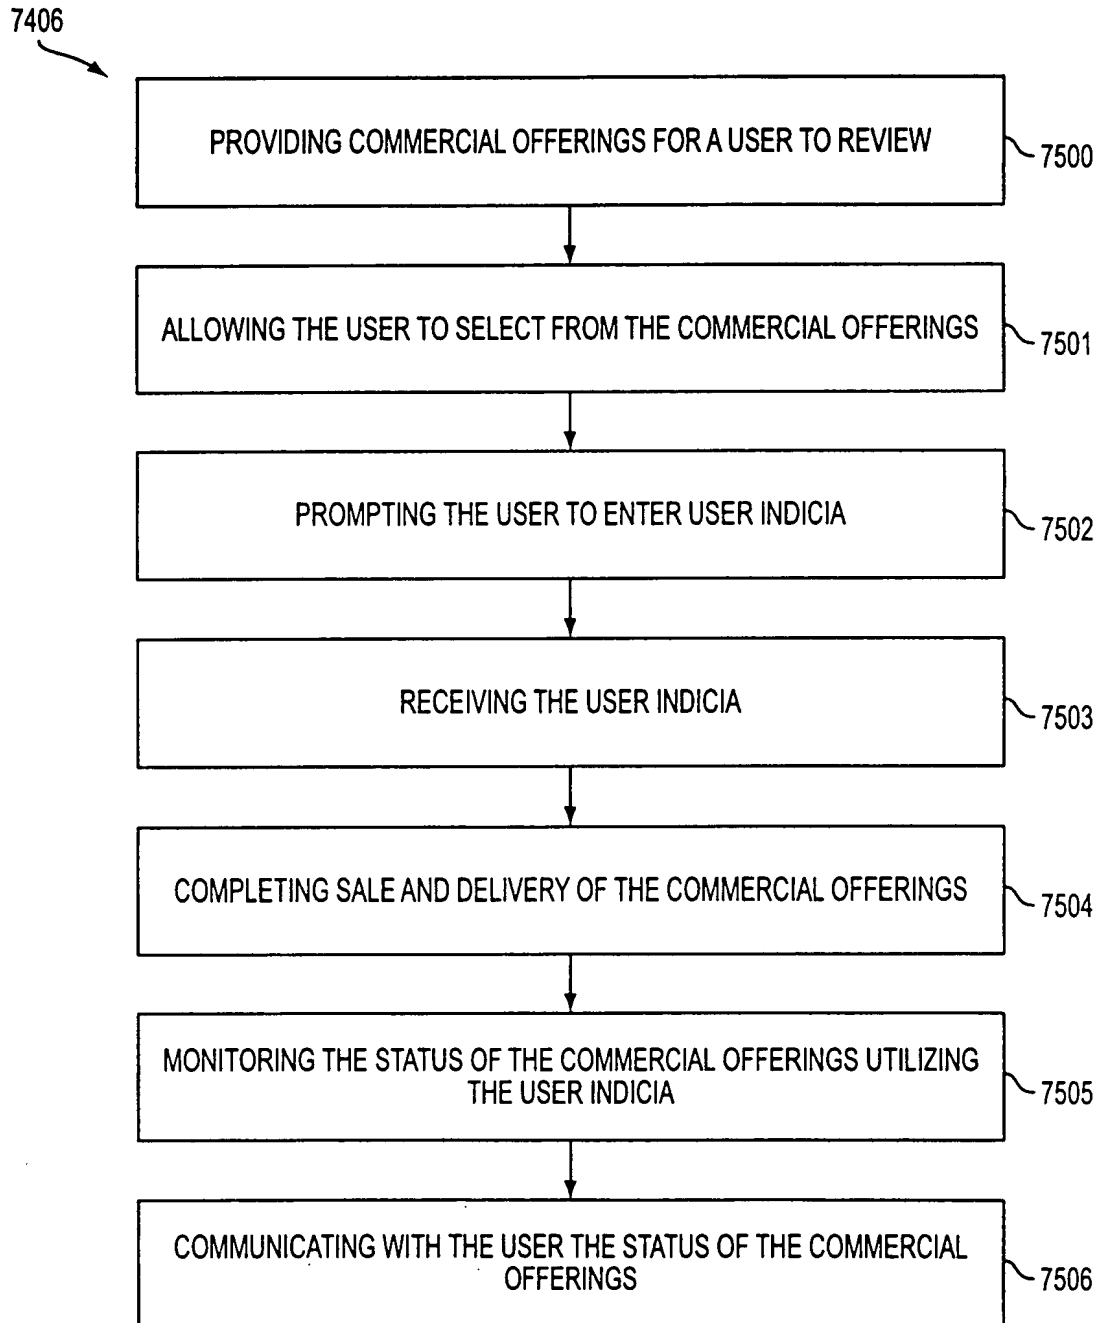 7406
PROVIDING COMMERCIAL OFFERINGS FOR A USER TO REVIEW
7500
ALLOWING THE USER TO SELECT FROM THE COMMERCIAL OFFERINGS
7501
PROMPTING THE USER TO ENTER USER INDICIA
7502
RECEIVING THE USER INDICIA
7503
COMPLETING SALE AND DELIVERY OF THE COMMERCIAL OFFERINGS
7504
MONITORING THE STATUS OF THE COMMERCIAL OFFERINGS UTILIZING
THE USER INDICIA
7505
COMMUNICATING WITH THE USER THE STATUS OF THE COMMERCIAL
OFFERINGS
7506